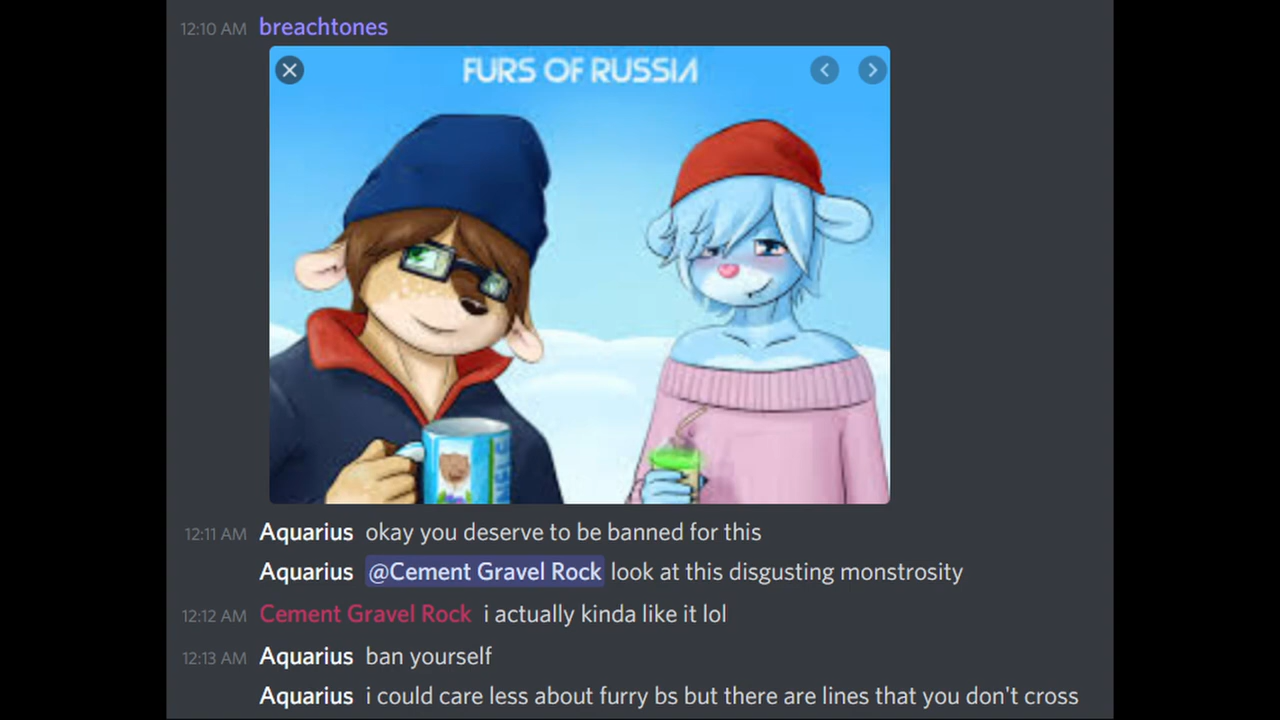 12:10 AM breachtones
FURS OF RUSSIA
12:11 AM Aquarius okay you deserve to be banned for this
Aquarius @Cement Gravel Rock look at this disgusting monstrosity
12:12 AM Cement Gravel Rock i actually kinda like it lol
12:13 AM Aquarius ban yourself
Aquarius i could care less about furry bs but there are lines that you don't cross